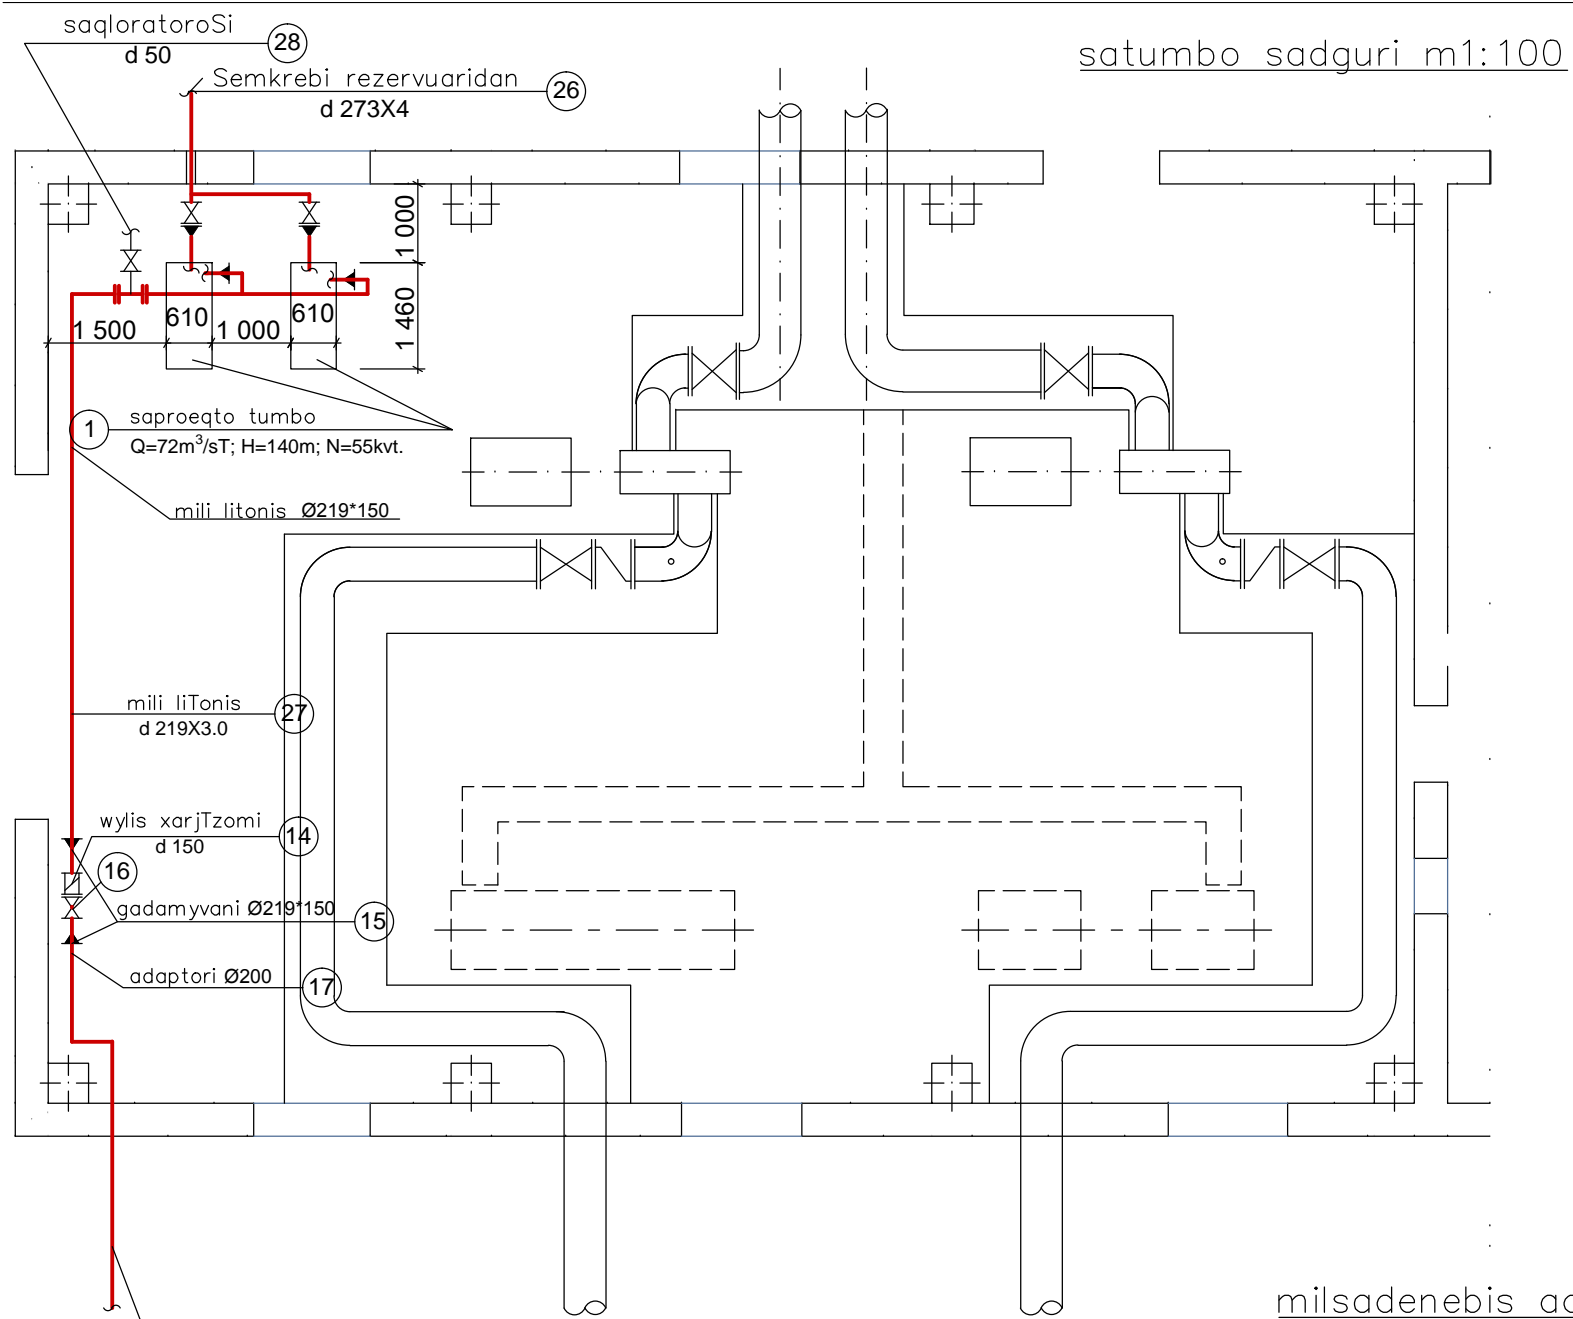 saqloratoroSi
d 50
28
satumbo sadguri m1:100
Semkrebi rezervuaridan
d 273X4
26
1 000
1 460
610
610
1 500
1 000
1
saproeqto tumbo
Q=72m³/sT; H=140m; N=55kvt.
mili litonis Ø219*150
mili liTonis
d 219X3.0
27
wylis xarjTzomi
d 150
14
16
gadamyvani Ø219*150
15
adaptori Ø200
17
milsadenebis